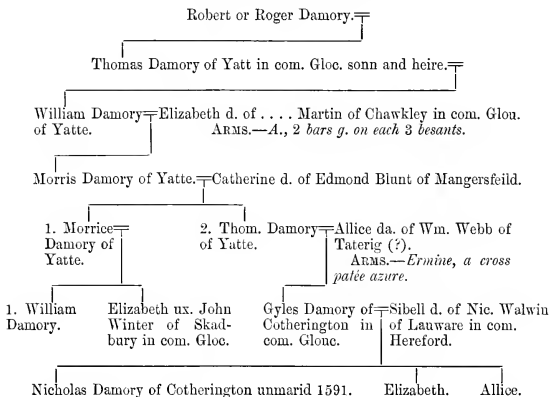 Robert or Roger Damory.
Thomas Damory of Yatt in com. Gloc. sonn and heire.
William Damory
of Yatte.
Elizabeth d. of . . . . Martin of Chawkley in com. Glou.
ARMS.—A., 2 bars g. on each 3 besants.
Morris Damory of Yatte.
Catherine d. of Edmond Blunt of Mangersfeild.
1. Morrice
Damory of
Yatte.
2. Thom. Damory
of Yatte.
Allice da. of Wm. Webb of
Taterig (?).
ARMS.—Ermine, a cross
patée azure.
1. William
Damory.
Elizabeth ux. John
Winter of Skad-
bury in com. Gloc.
Gyles Damory of
Cotherington in
com. Glouc.
Sibell d. of Nic. Walwin
of Lauware in com.
Hereford.
Nicholas Damory of Cotherington unmarid 1591.
Elizabeth.
Allice.